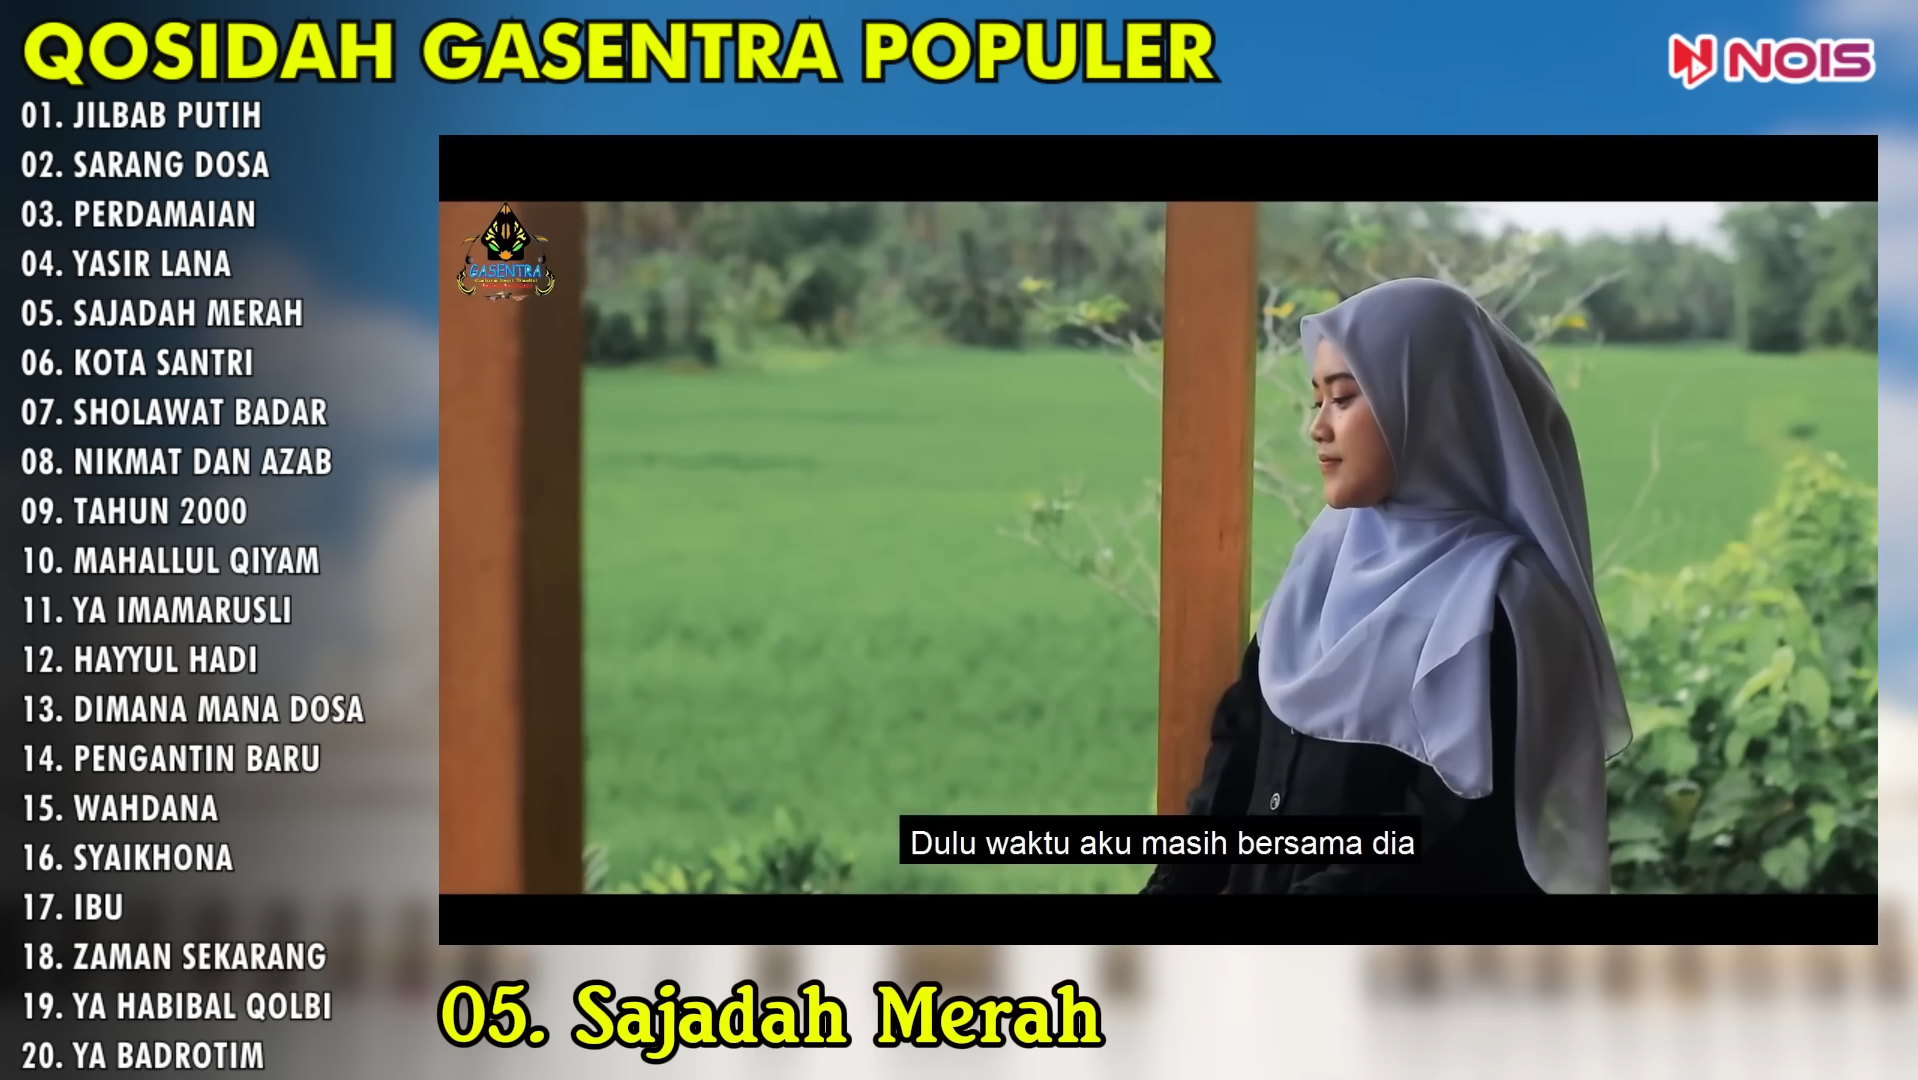 QOSIDAH GASENTRA POPULER
NOIS
01. JILBAB PUTIH
02. SARANG DOSA
03. PERDAMAIAN
04. YASIR LANA
05. SAJADAH MERAH
06. KOTA SANTRI
07. SHOLAWAT BADAR
08. NIKMAT DAN AZAB
09. TAHUN 2000
10. MAHALLUL QIYAM
11. YA IMAMARUSLI
12. HAYYUL HADI
13. DIMANA MANA DOSA
14. PENGANTIN BARU
15. WAHDANA
16. SYAIKHONA
17. IBU
18. ZAMAN SEKARANG
19. YA HABIBAL QOLBI
20. YA BADROTIM
GASENTRA
Dulu waktu aku masih bersama dia
05. Sajadah Merah